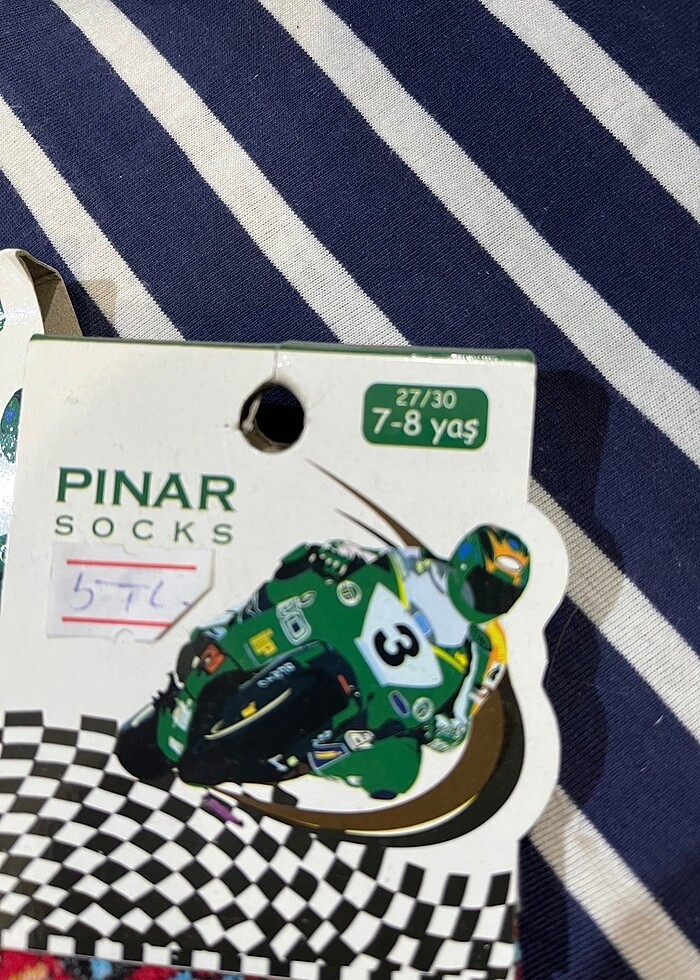 27/30
7-8 yaş
PINAR
SOCKS
5 TL.
3